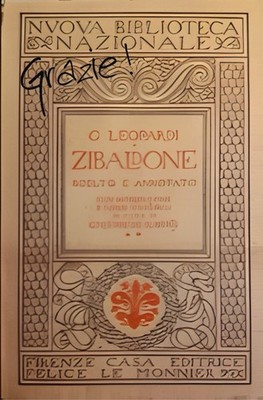 NUOVA BIBLIOTECA
NAZIONALE
Grazie!
G LEOPARDI
ZIBALDONE
SCELTO E ANNOTATO
FIRENZE CASA EDITRICE
FELICE LE MONNIER